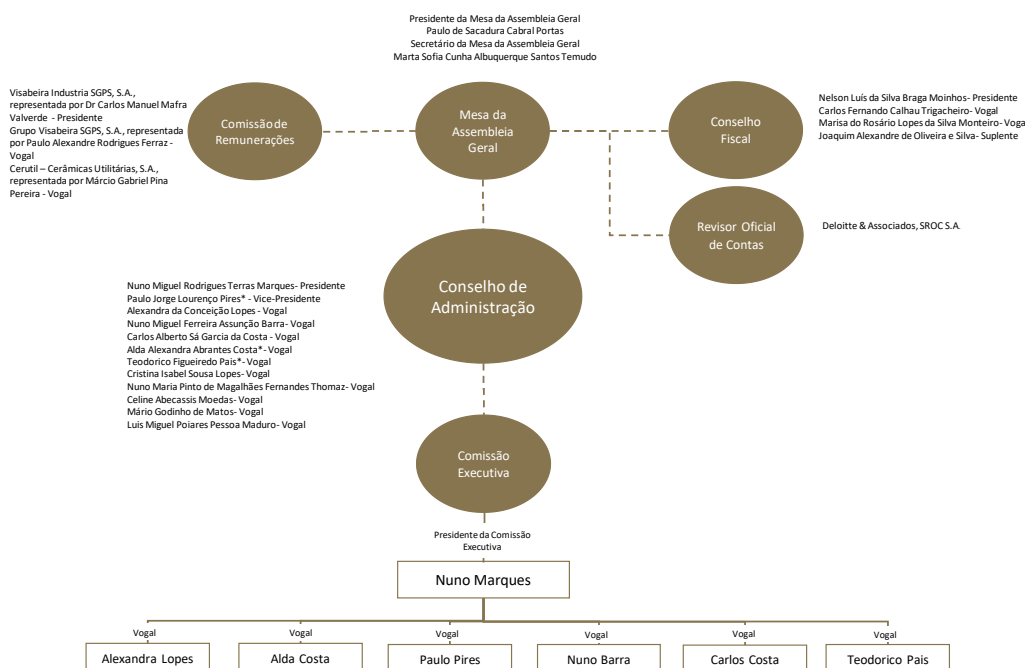 Presidente da Mesa da Assembleia Geral
Paulo de Sacadura Cabral Portas
Secretário da Mesa da Assembleia Geral
Marta Sofia Cunha Albuquerque Santos Temudo
Visabeira Industria SGPS, S.A.,
representada por Dr Carlos Manuel Mafra
Valverde - Presidente
Grupo Visabeira SGPS, S.A., representada
por Paulo Alexandre Rodrigues Ferraz -
Vogal
Cerutil – Cerâmicas Utilitárias, S.A.,
representada por Márcio Gabriel Pina
Pereira - Vogal
Comissão de
Remunerações
Mesa da
Assembleia
Geral
Conselho
Fiscal
Nelson Luís da Silva Braga Moinhos- Presidente
Carlos Fernando Calhau Trigacheiro- Vogal
Marisa do Rosário Lopes da Silva Monteiro- Voga
Joaquim Alexandre de Oliveira e Silva- Suplente
Revisor Oficial
de Contas
Deloitte & Associados, SROC S.A.
Conselho de
Administração
Nuno Miguel Rodrigues Terras Marques- Presidente
Paulo Jorge Lourenço Pires* - Vice-Presidente
Alexandra da Conceição Lopes - Vogal
Nuno Miguel Ferreira Assunção Barra- Vogal
Carlos Alberto Sá Garcia da Costa - Vogal
Alda Alexandra Abrantes Costa*- Vogal
Teodorico Figueiredo Pais*- Vogal
Cristina Isabel Sousa Lopes- Vogal
Nuno Maria Pinto de Magalhães Fernandes Thomaz- Vogal
Celine Abecassis Moedas- Vogal
Mário Godinho de Matos- Vogal
Luis Miguel Poiares Pessoa Maduro- Vogal
Comissão
Executiva
Presidente da Comissão
Executiva
Nuno Marques
Vogal Vogal Vogal Vogal Vogal Vogal
Alexandra Lopes Alda Costa Paulo Pires Nuno Barra Carlos Costa Teodorico Pais